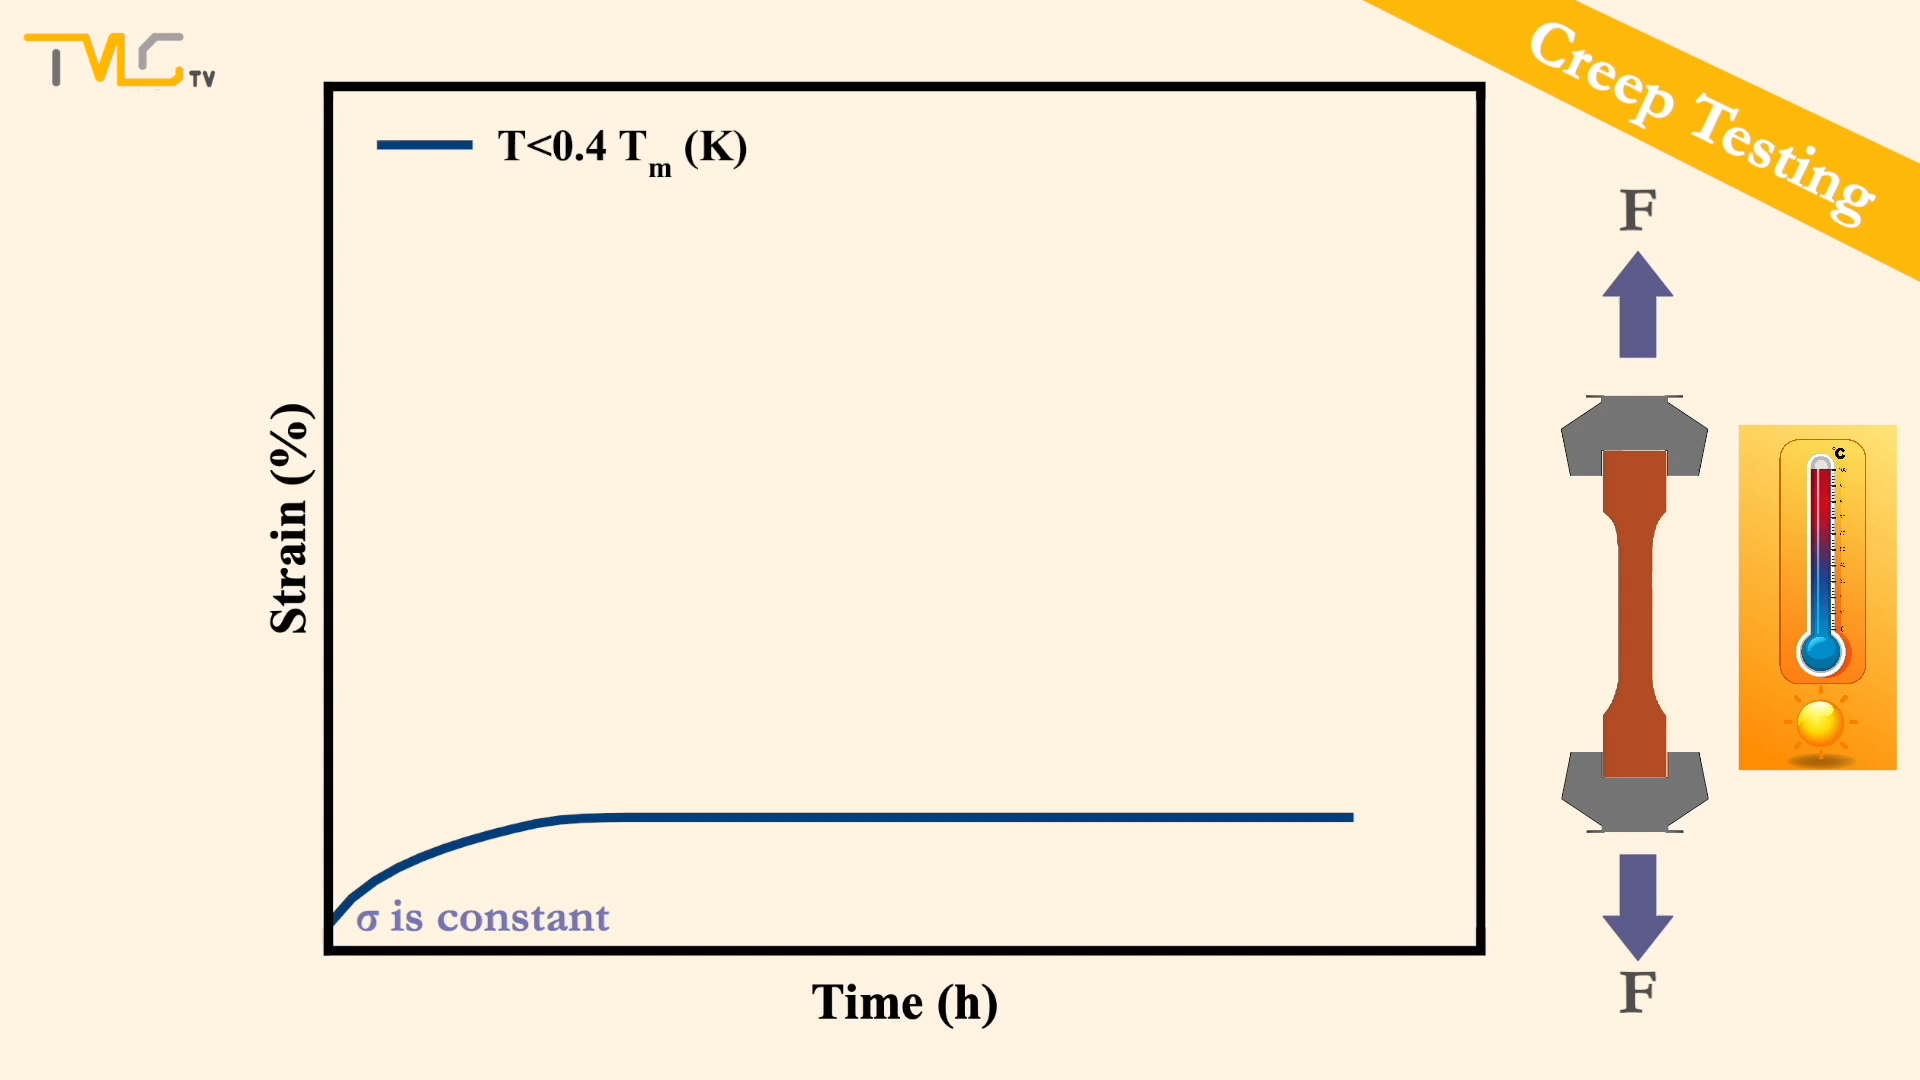 TMC TV
Creep Testing
T<0.4 Tm (K)
F
°C
Strain (%)
σ is constant
Time (h)
F